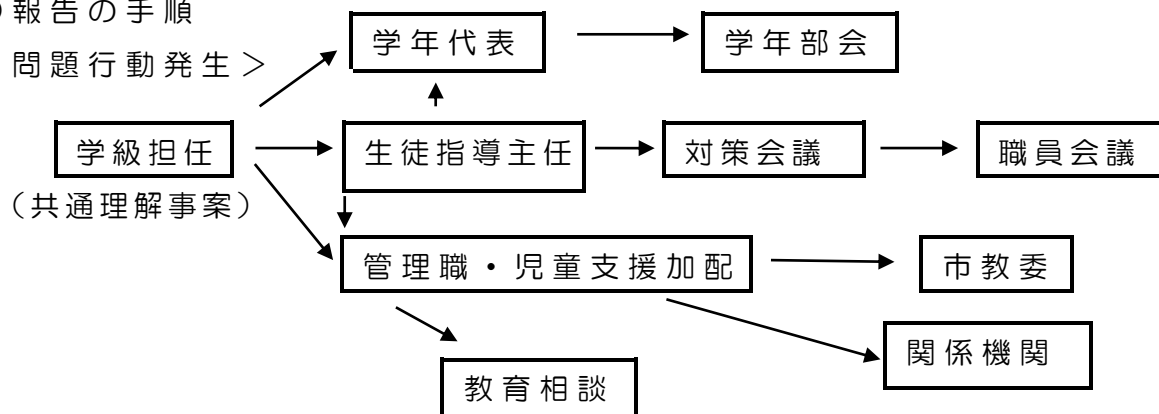 報告の手順
問題行動発生＞
学年代表
学年部会
学級担任
生徒指導主任
対策会議
職員会議
（共通理解事案）
管理職・児童支援加配
市教委
関係機関
教育相談